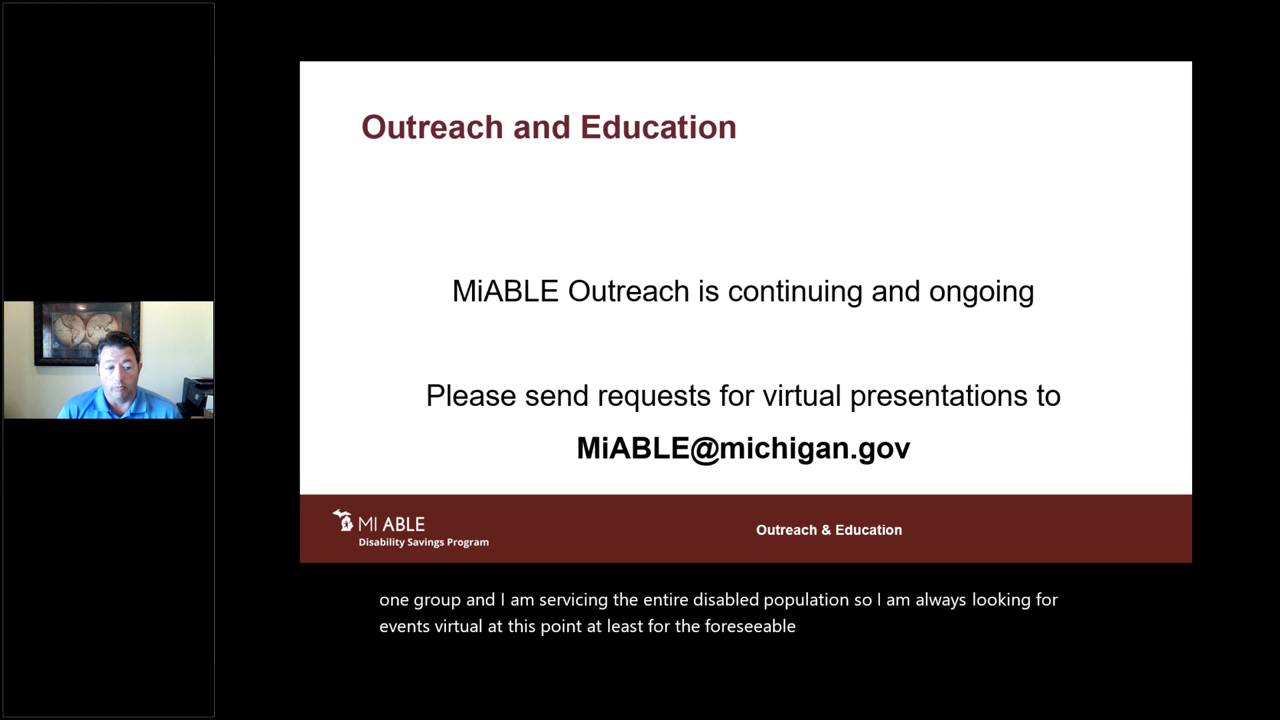 Outreach and Education
MiABLE Outreach is continuing and ongoing
Please send requests for virtual presentations to
MiABLE@michigan.gov
MI ABLE
Disability Savings Program
Outreach & Education
one group and I am servicing the entire disabled population so I am always looking for
events virtual at this point at least for the foreseeable